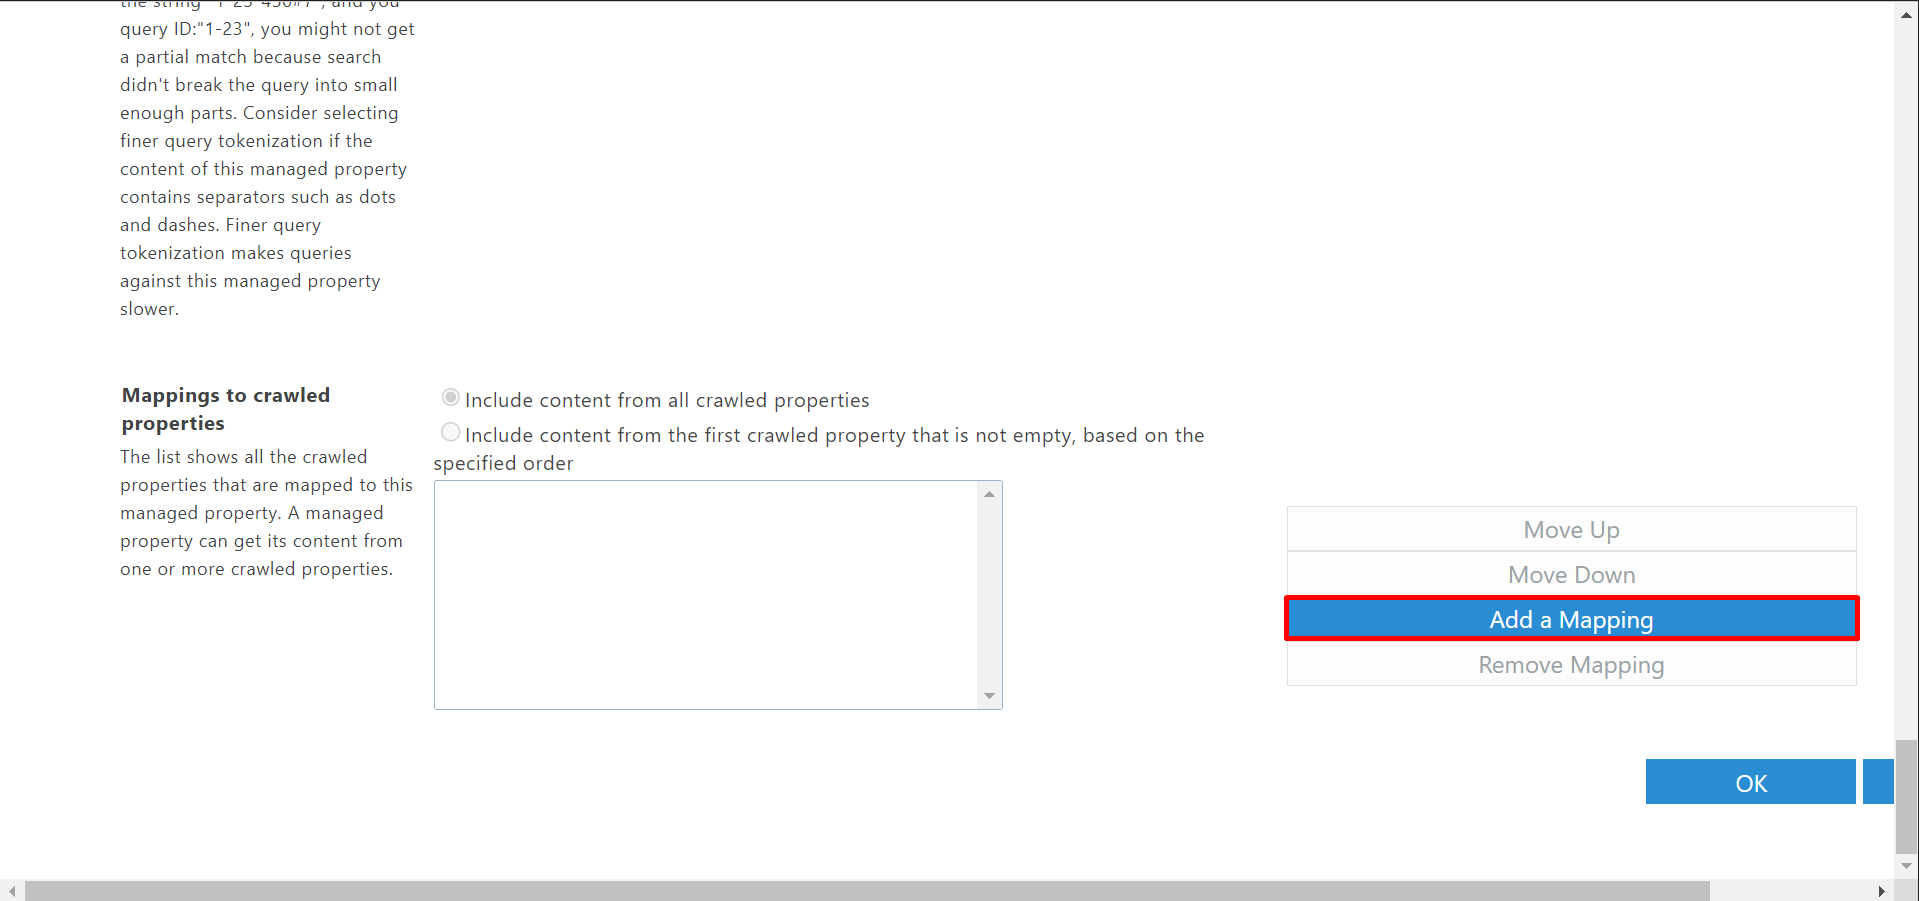 query ID:"1-23", you might not get
a partial match because search
didn't break the query into small
enough parts. Consider selecting
finer query tokenization if the
content of this managed property
contains separators such as dots
and dashes. Finer query
tokenization makes queries
against this managed property
slower.
Mappings to crawled
properties
The list shows all the crawled
properties that are mapped to this
managed property. A managed
property can get its content from
one or more crawled properties.
Include content from all crawled properties
Include content from the first crawled property that is not empty, based on the
specified order
Move Up
Move Down
Add a Mapping
Remove Mapping
OK